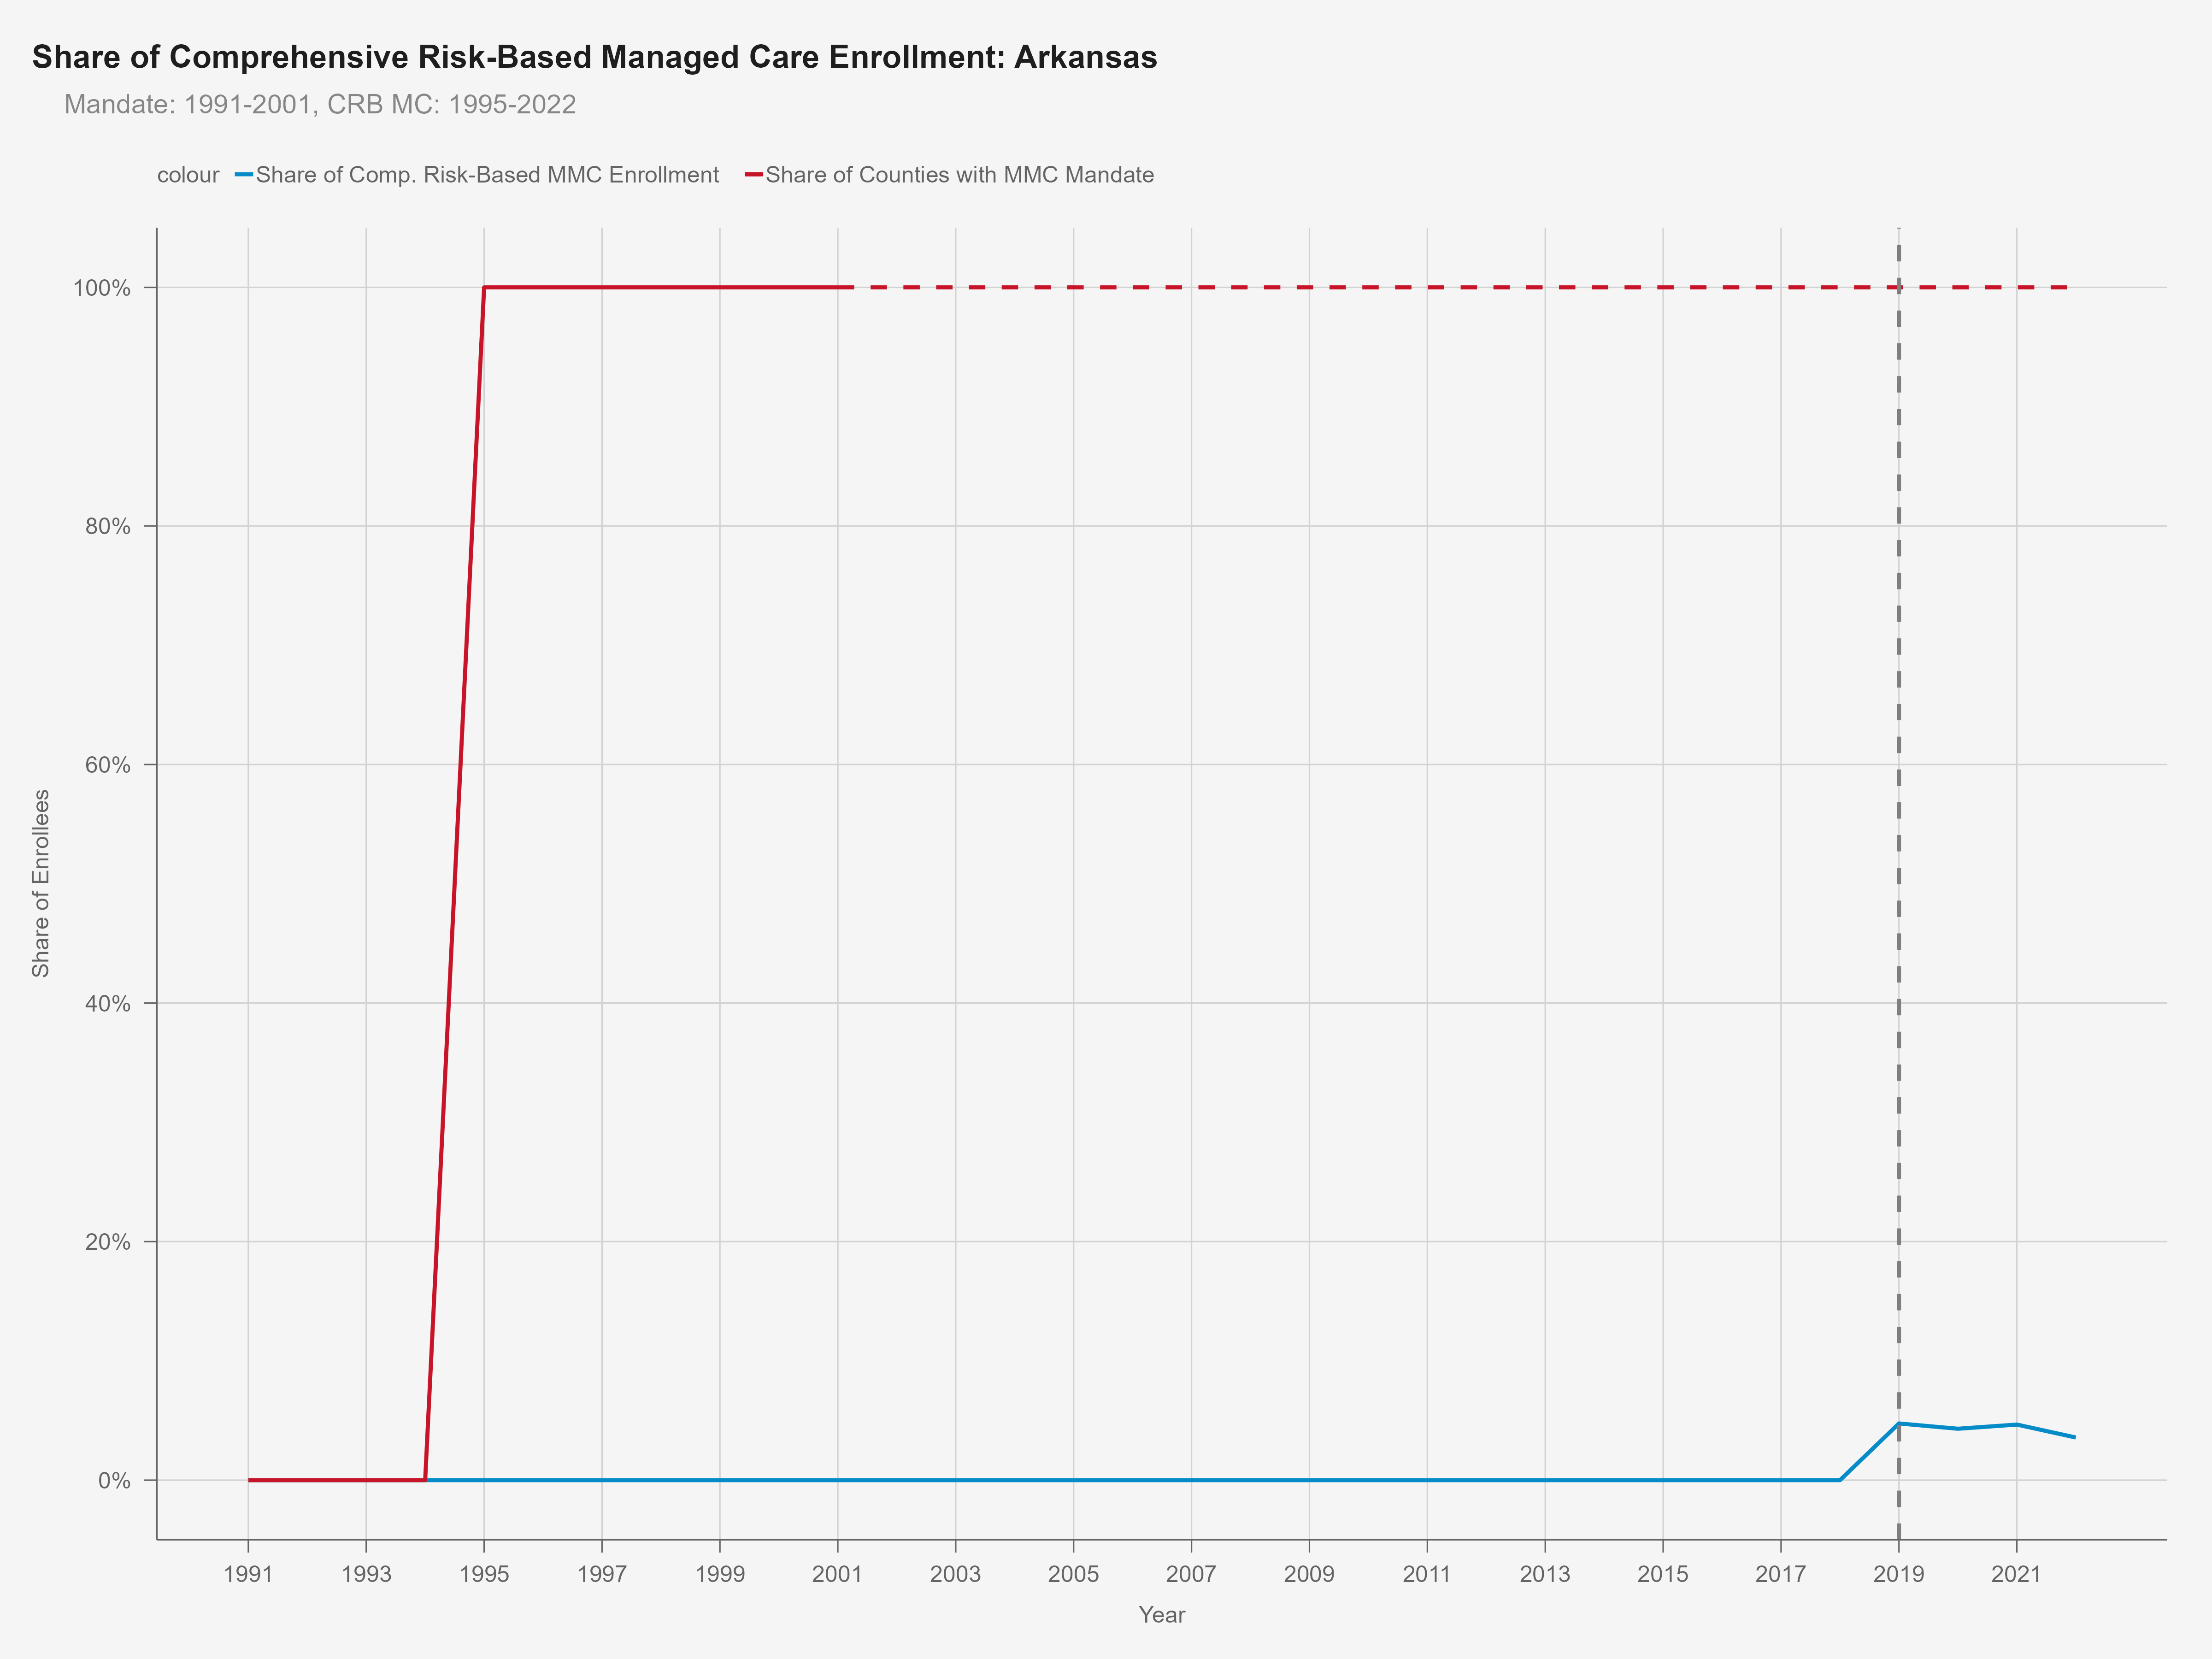 Share of Comprehensive Risk-Based Managed Care Enrollment: Arkansas
Mandate: 1991-2001, CRB MC: 1995-2022
colour Share of Comp. Risk-Based MMC Enrollment Share of Counties with MMC Mandate
100%
80%
60%
40%
20%
0%
Share of Enrollees
1991 1993 1995 1997 1999 2001 2003 2005 2007 2009 2011 2013 2015 2017 2019 2021
Year